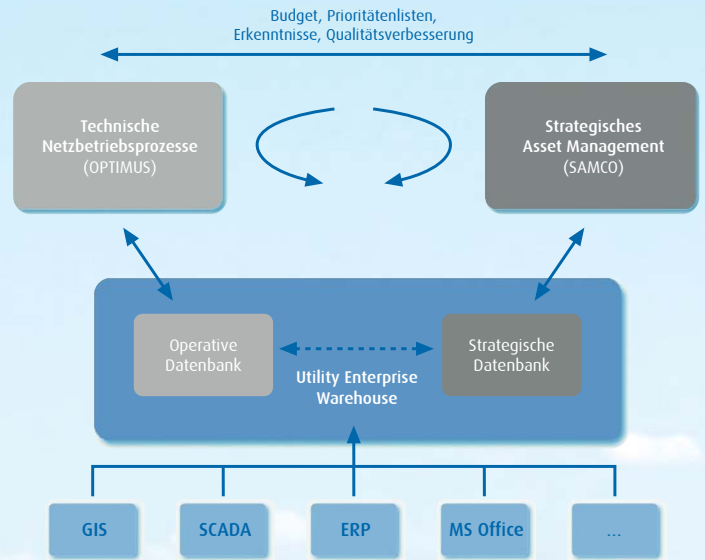 Budget, Prioritätenlisten,
Erkenntnisse, Qualitätsverbesserung
Technische
Netzbetriebsprozesse
(OPTIMUS)
Strategisches
Asset Management
(SAMCO)
Operative
Datenbank
Strategische
Datenbank
Utility Enterprise
Warehouse
GIS
SCADA
ERP
MS Office
...